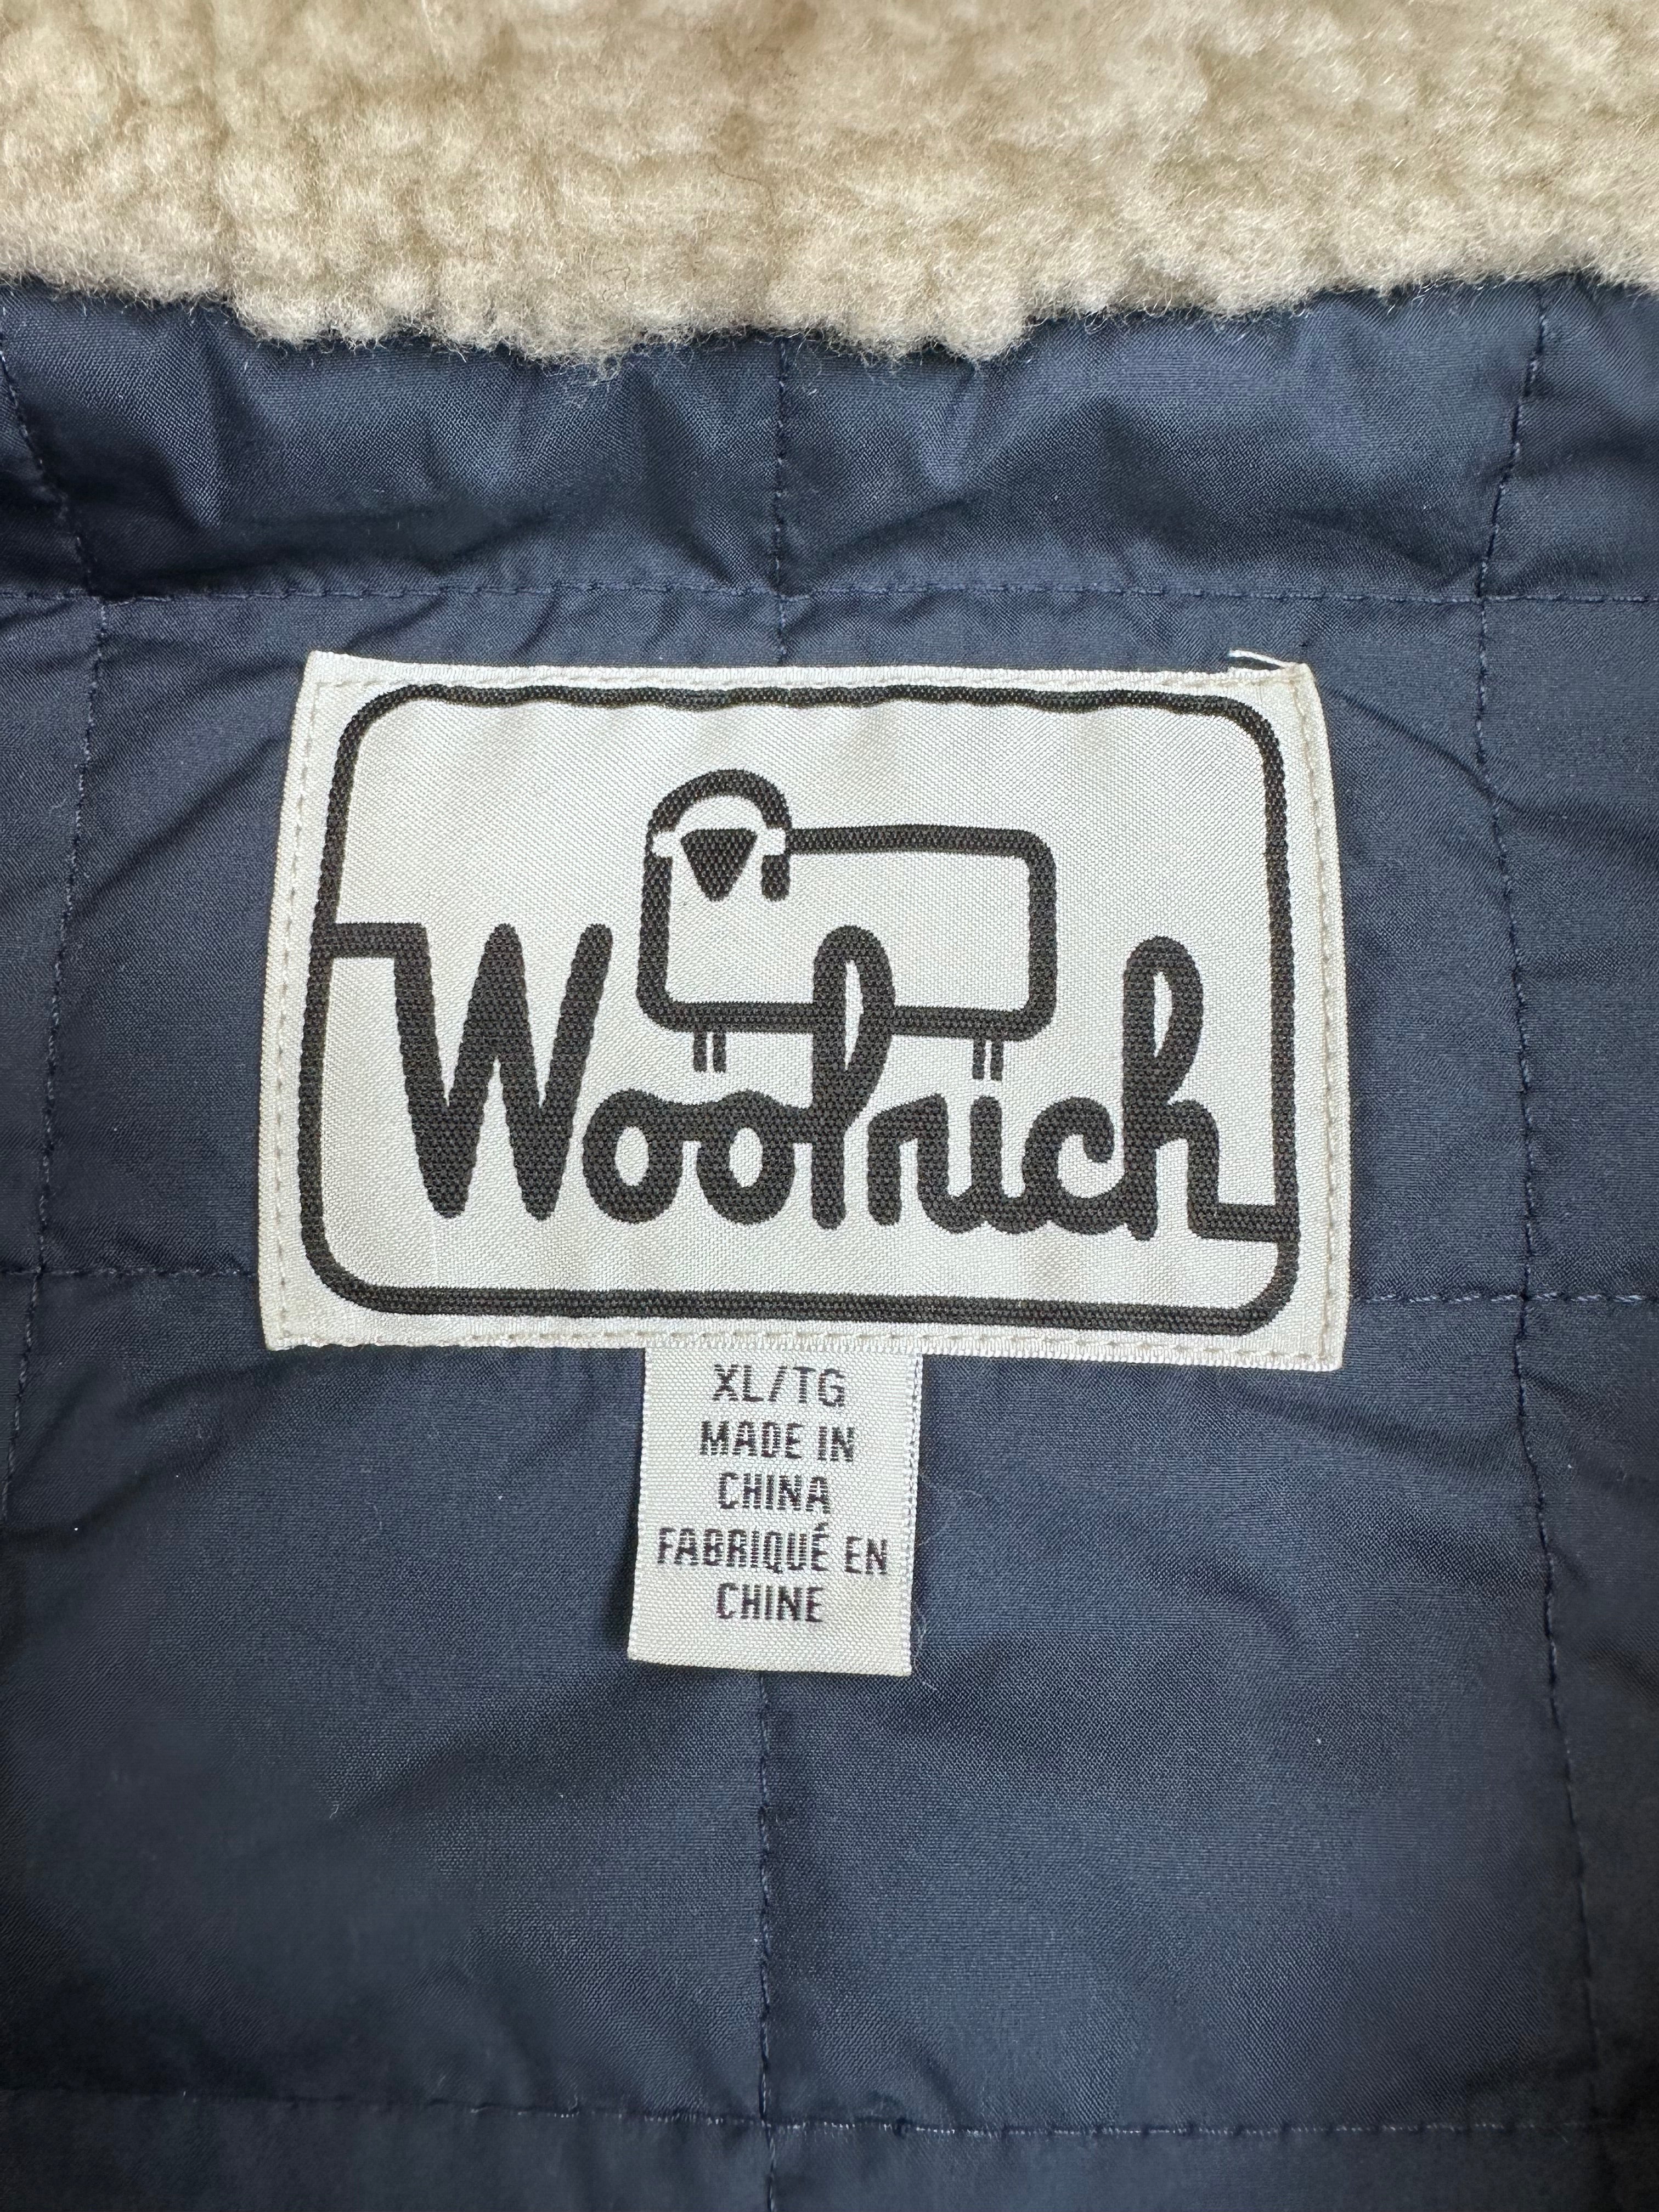 Woolrich
XL/TG
MADE IN
CHINA
FABRIQUÉ EN
CHINE